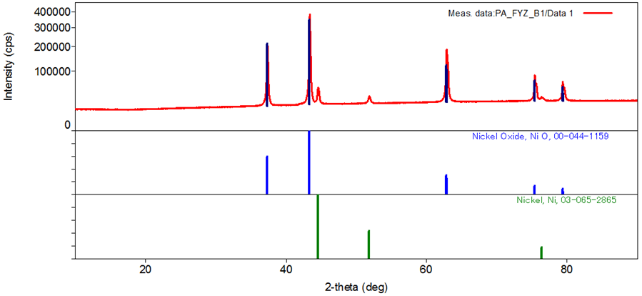 400000
Meas. data:PA_FYZ_B1/Data 1
300000
200000
100000
Intensity (cps)
0
Nickel Oxide, Ni O, 00-044-1159
Nickel, Ni, 03-065-2865
20 40 60 80
2-theta (deg)